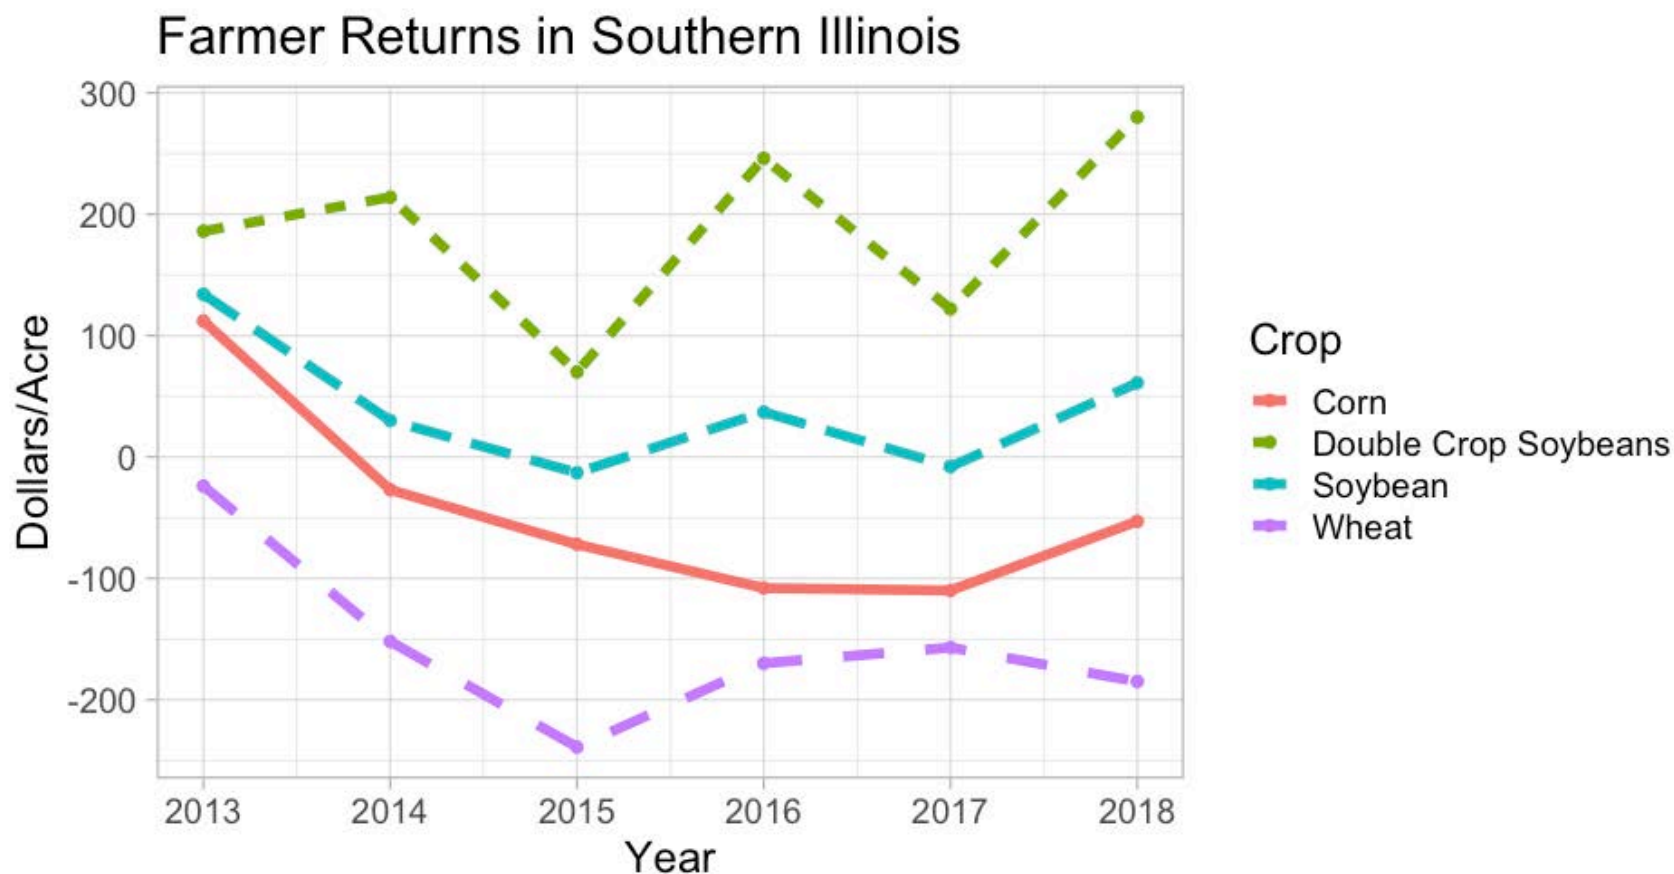 Farmer Returns in Southern Illinois
300
200
100
0
-100
-200
Dollars/Acre
2013 2014 2015 2016 2017 2018
Year
Crop
Corn
Double Crop Soybeans
Soybean
Wheat